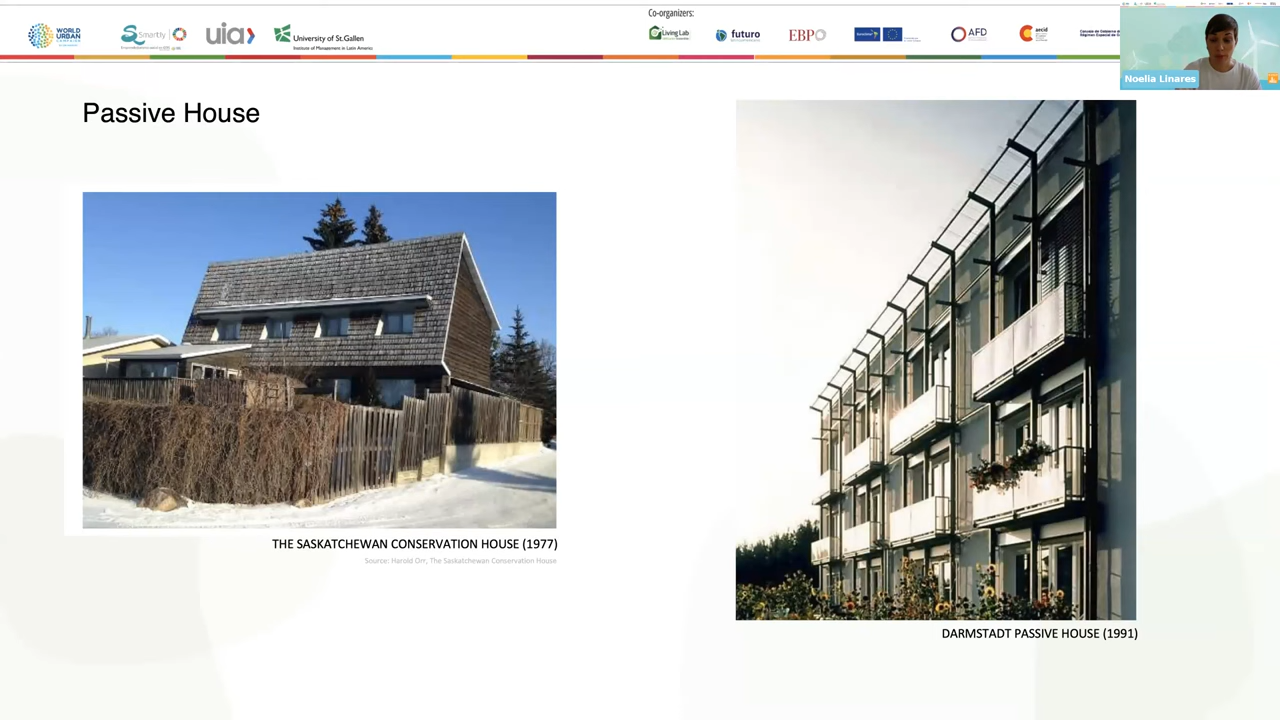 Co-organizers:
WORLD
URBAN
CAMPAIGN
Smartly
uia
University of St.Gallen
Institute of Management in Latin America
Living Lab
futuro
EBP
AFD
aecid
Noelia Linares
Passive House
THE SASKATCHEWAN CONSERVATION HOUSE (1977)
Source: Harold Orr, The Saskatchewan Conservation House
DARMSTADT PASSIVE HOUSE (1991)